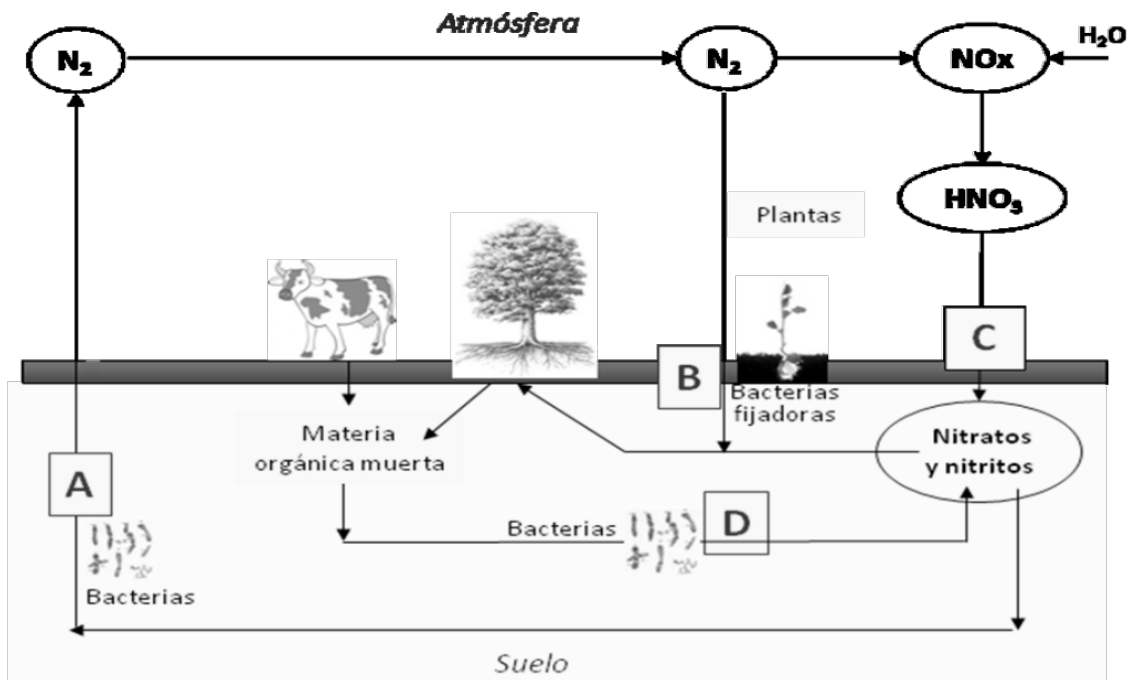 Atmósfera
N₂
N₂
NOx
H₂O
HNO₃
Plantas
C
B
Bacterias
fijadoras
Materia
orgánica muerta
Nitratos
y nitritos
A
Bacterias
D
Bacterias
Suelo